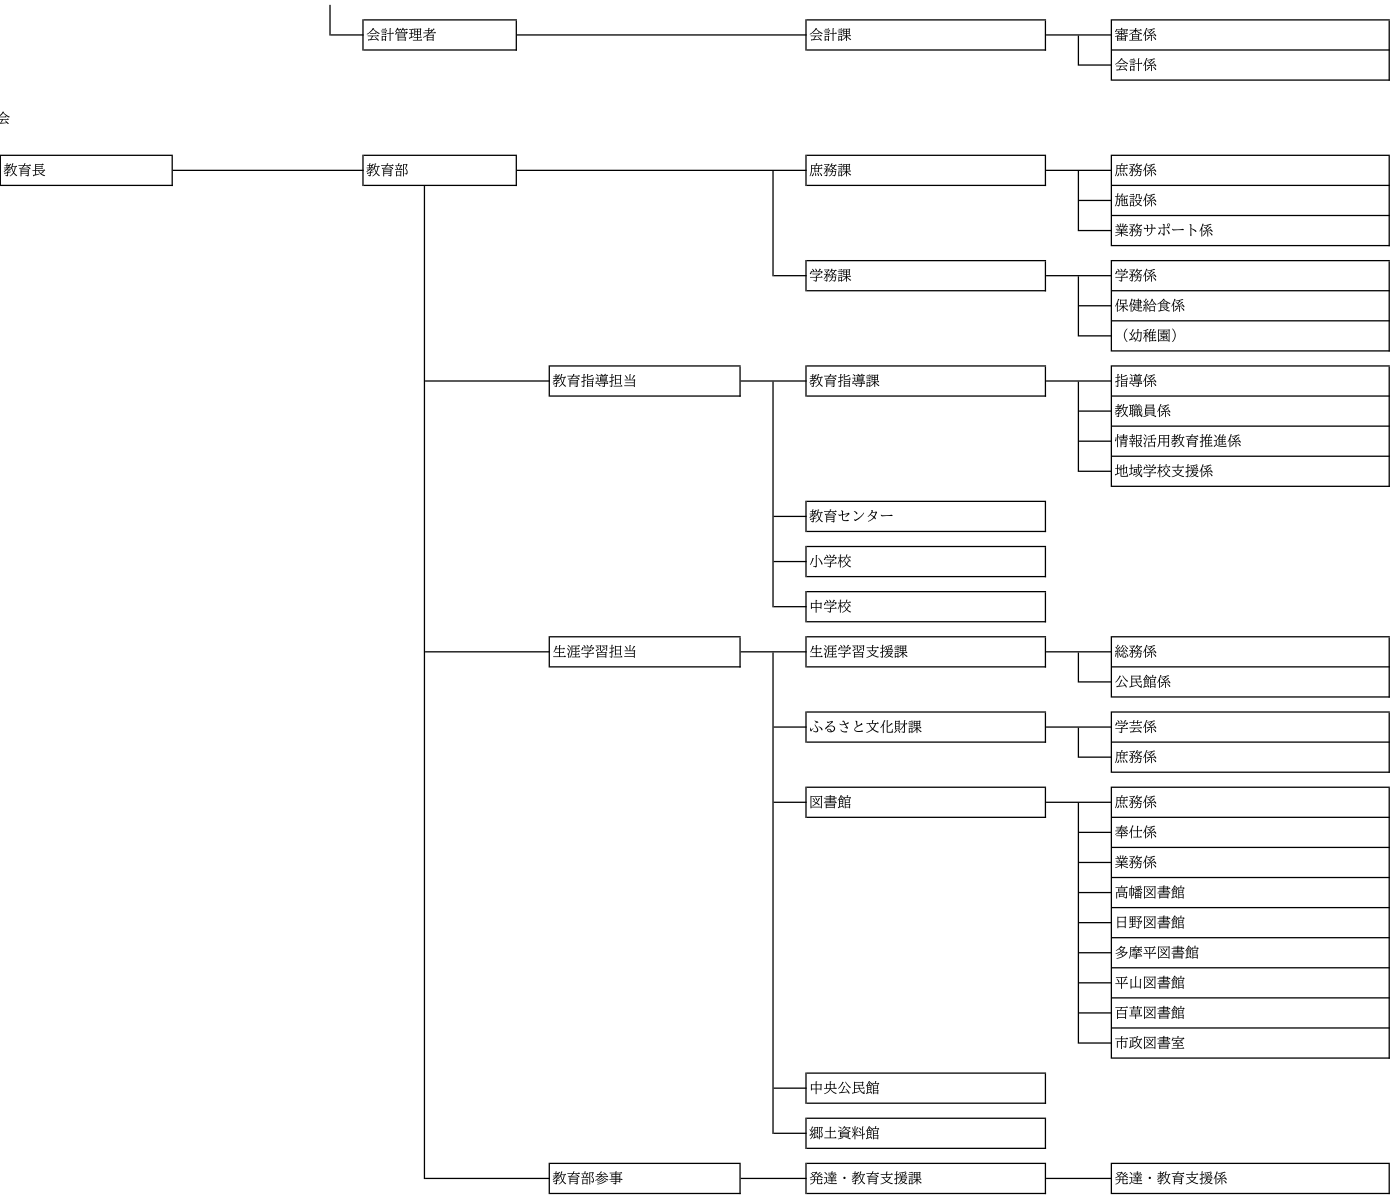 会計管理者 会計課 審査係
会計係
会
教育長 教育部 庶務課 庶務係
施設係
業務サポート係
学務課 学務係
保健給食係
（幼稚園）
教育指導担当 教育指導課 指導係
教職員係
情報活用教育推進係
地域学校支援係
教育センター
小学校
中学校
生涯学習担当 生涯学習支援課 総務係
公民館係
ふるさと文化財課 学芸係
庶務係
図書館 庶務係
奉仕係
業務係
高幡図書館
日野図書館
多摩平図書館
平山図書館
百草図書館
市政図書室
中央公民館
郷土資料館
教育部参事 発達・教育支援課 発達・教育支援係